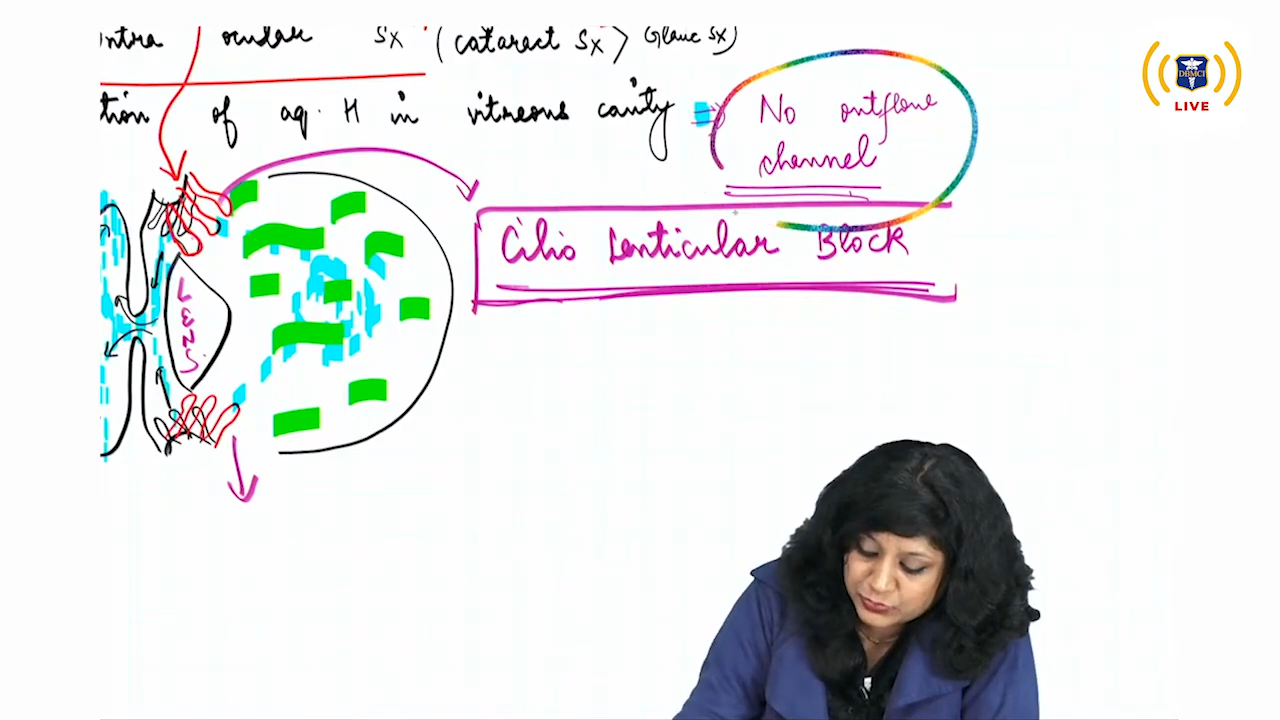 intra ocular Sx (cataract Sx > Glauc Sx)
tion of aq. H in vitreous cavity ⇒ No outflow
channel
Cilio Lenticular Block
LENS
DBMCI
LIVE